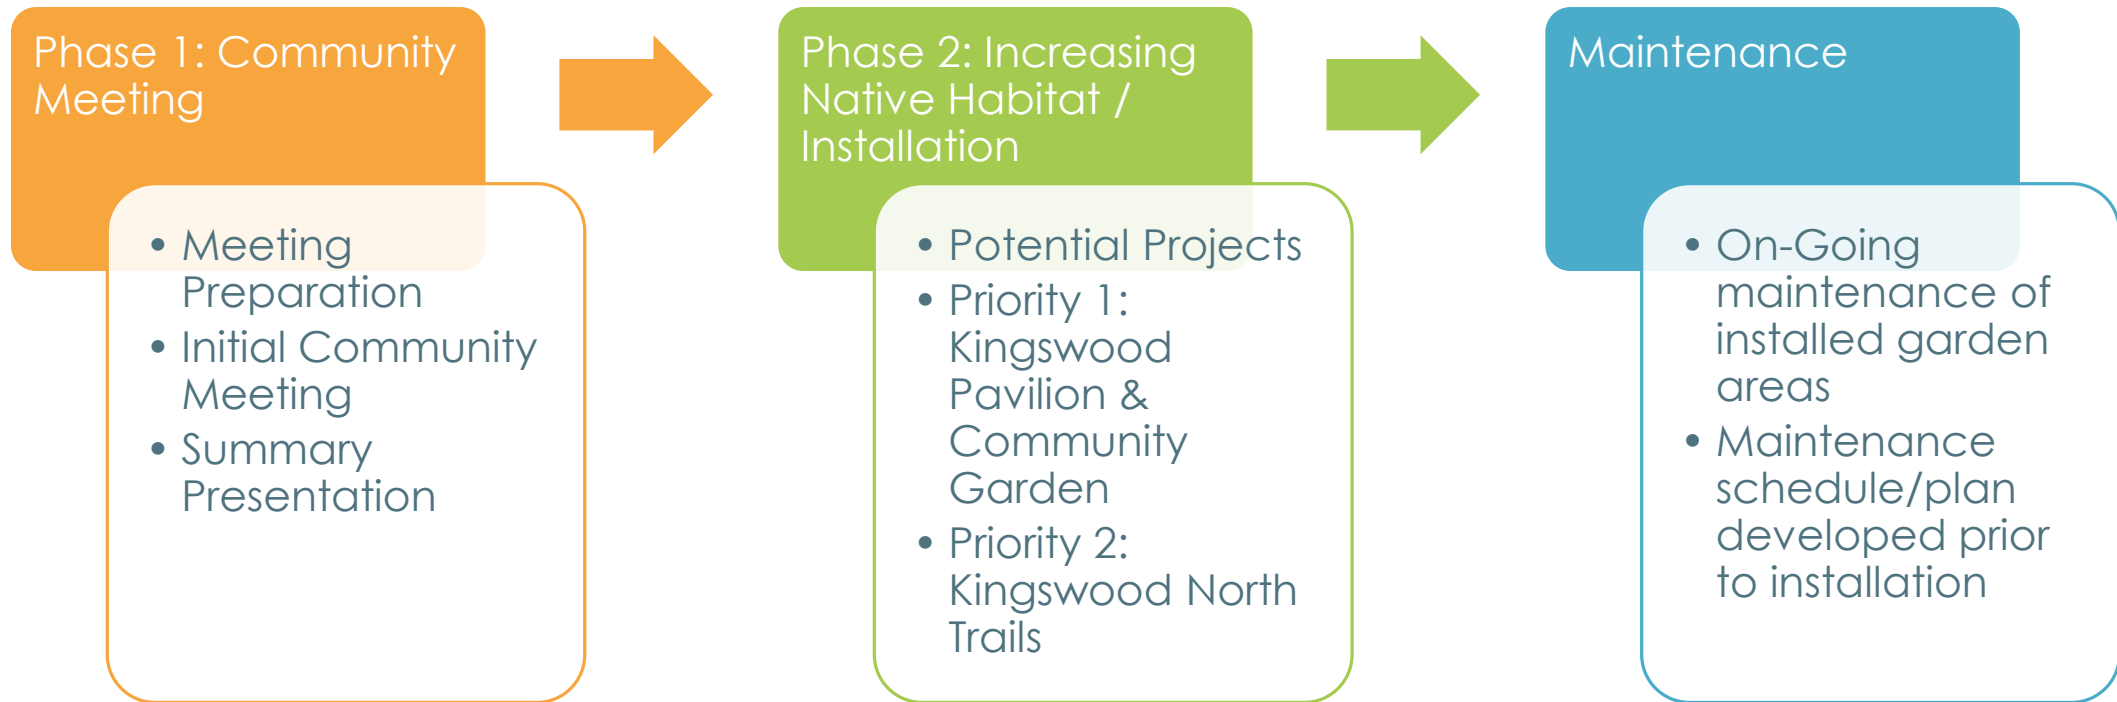 Phase 1: Community
Meeting
• Meeting
Preparation
• Initial Community
Meeting
• Summary
Presentation
Phase 2: Increasing
Native Habitat /
Installation
• Potential Projects
• Priority 1:
Kingswood
Pavilion &
Community
Garden
• Priority 2:
Kingswood North
Trails
Maintenance
• On-Going
maintenance of
installed garden
areas
• Maintenance
schedule/plan
developed prior
to installation